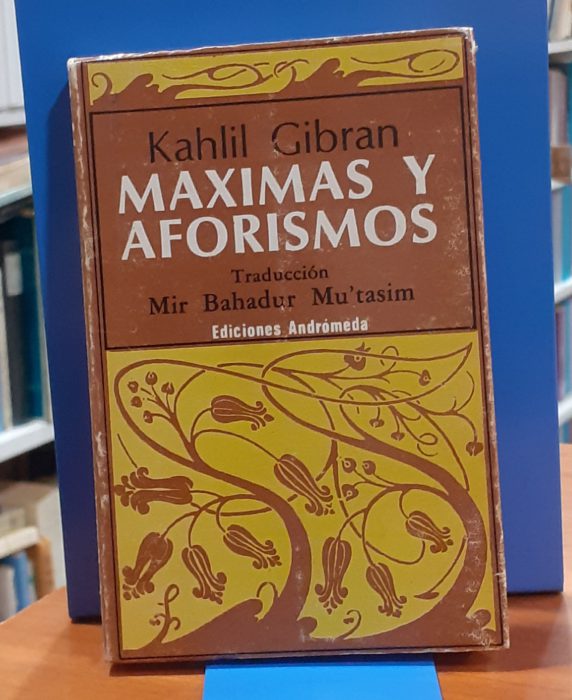 Kahlil Gibran
MAXIMAS Y
AFORISMOS
Traducción
Mir Bahadur Mu'tasim
Ediciones Andrómeda